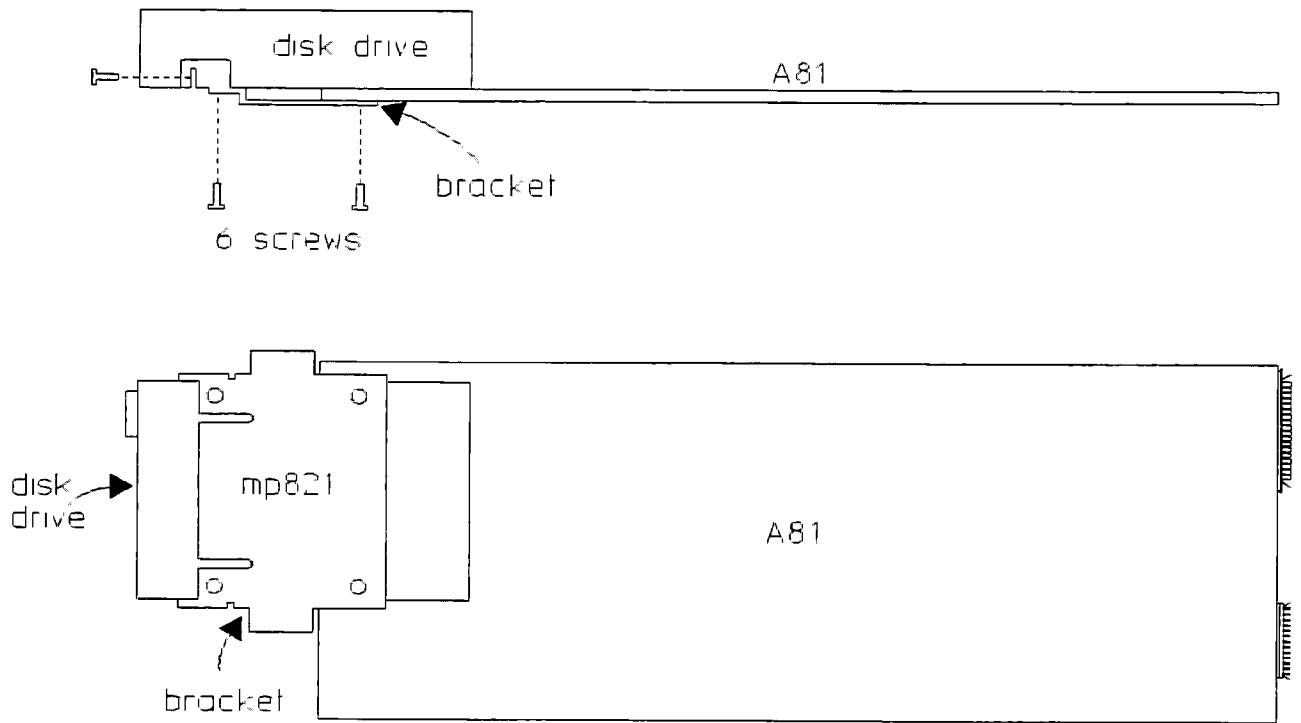 disk drive
A81
bracket
6 screws
disk
drive
mp821
A81
bracket